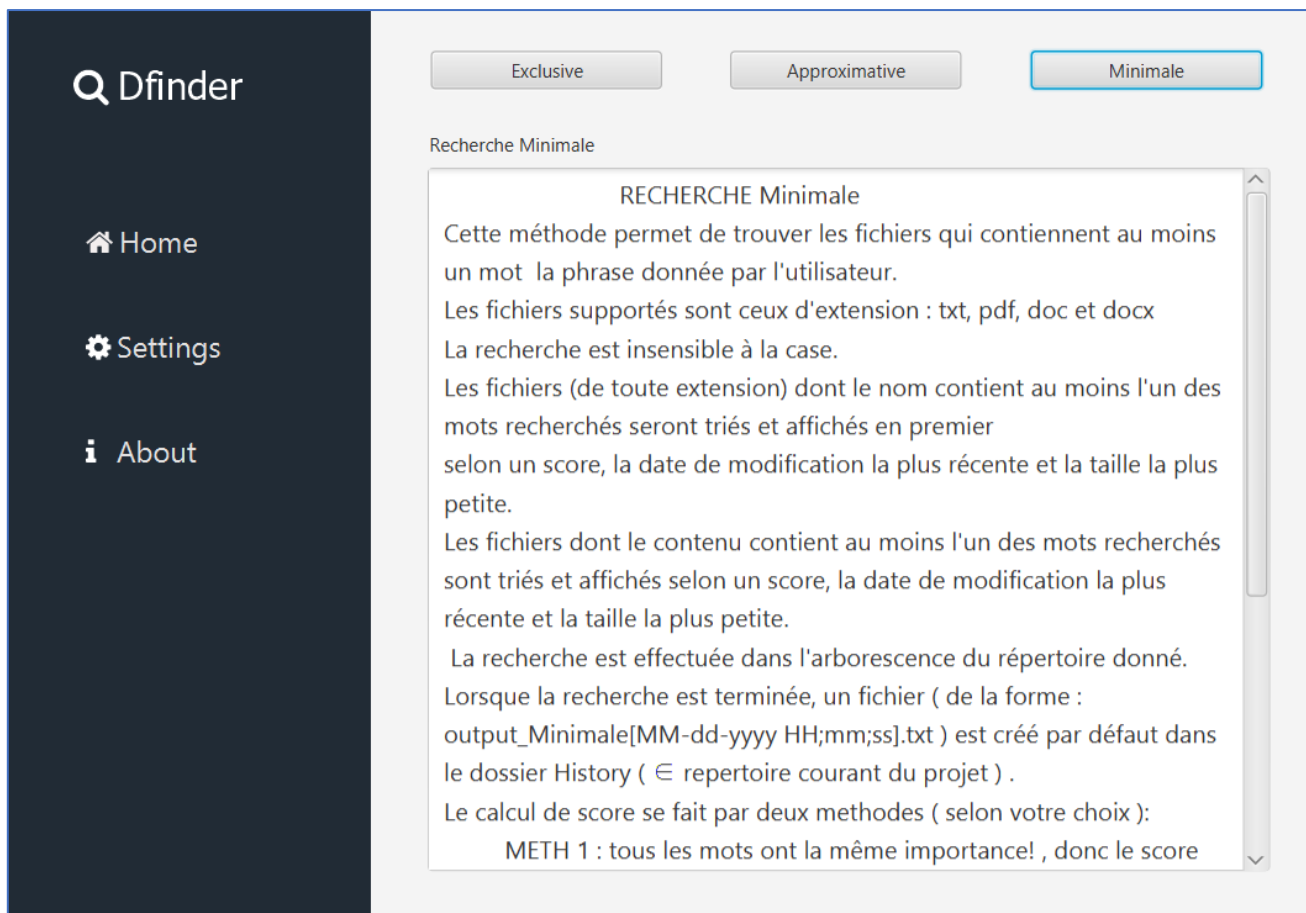 Dfinder
Home
Settings
About
Exclusive
Approximative
Minimale
Recherche Minimale
RECHERCHE Minimale
Cette méthode permet de trouver les fichiers qui contiennent au moins
un mot  la phrase donnée par l'utilisateur.
Les fichiers supportés sont ceux d'extension : txt, pdf, doc et docx
La recherche est insensible à la case.
Les fichiers (de toute extension) dont le nom contient au moins l'un des
mots recherchés seront triés et affichés en premier
selon un score, la date de modification la plus récente et la taille la plus
petite.
Les fichiers dont le contenu contient au moins l'un des mots recherchés
sont triés et affichés selon un score, la date de modification la plus
récente et la taille la plus petite.
La recherche est effectuée dans l'arborescence du répertoire donné.
Lorsque la recherche est terminée, un fichier ( de la forme :
output_Minimale[MM-dd-yyyy HH;mm;ss].txt ) est créé par défaut dans
le dossier History ( ∈ repertoire courant du projet ) .
Le calcul de score se fait par deux methodes ( selon votre choix ):
METH 1 : tous les mots ont la même importance! , donc le score